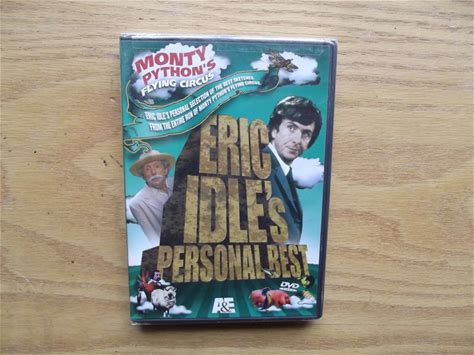 MONTY
PYTHON'S
FLYING CIRCUS
ERIC IDLE'S PERSONAL SELECTION OF THE BEST SKETCHES
FROM THE ENTIRE RUN OF MONTY PYTHON'S FLYING CIRCUS
ERIC
IDLE'S
PERSONAL BEST
DVD
A&E